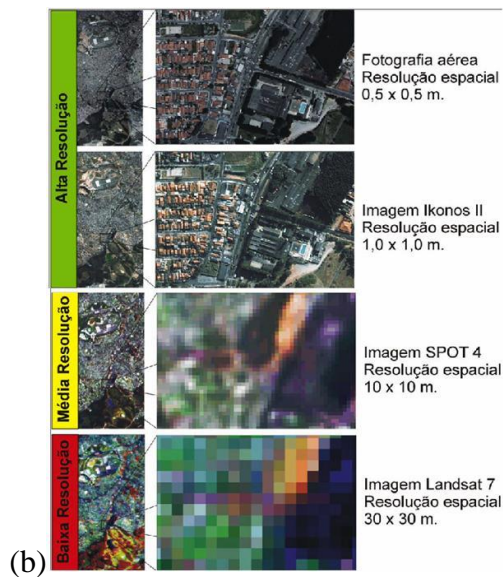 Alta Resolução
Fotografia aérea
Resolução espacial
0,5 x 0,5 m.
Imagem Ikonos II
Resolução espacial
1,0 x 1,0 m.
Média Resolução
Imagem SPOT 4
Resolução espacial
10 x 10 m.
Baixa Resolução
Imagem Landsat 7
Resolução espacial
30 x 30 m.
(b)